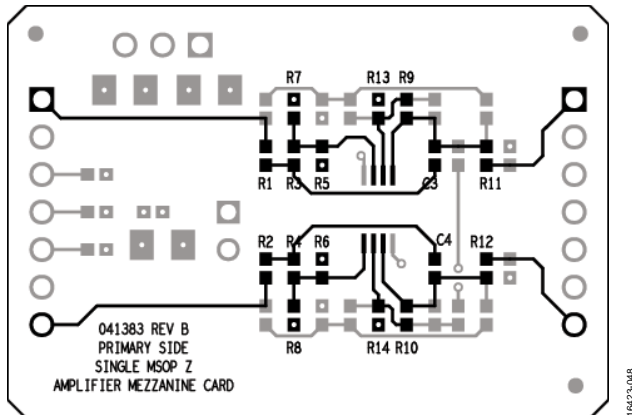 R7 R13 R9
R1 R3 R5 C3 R11
R2 R4 R6 C4 R12
R8 R14 R10
041383 REV B
PRIMARY SIDE
SINGLE MSOP Z
AMPLIFIER MEZZANINE CARD
16423-048